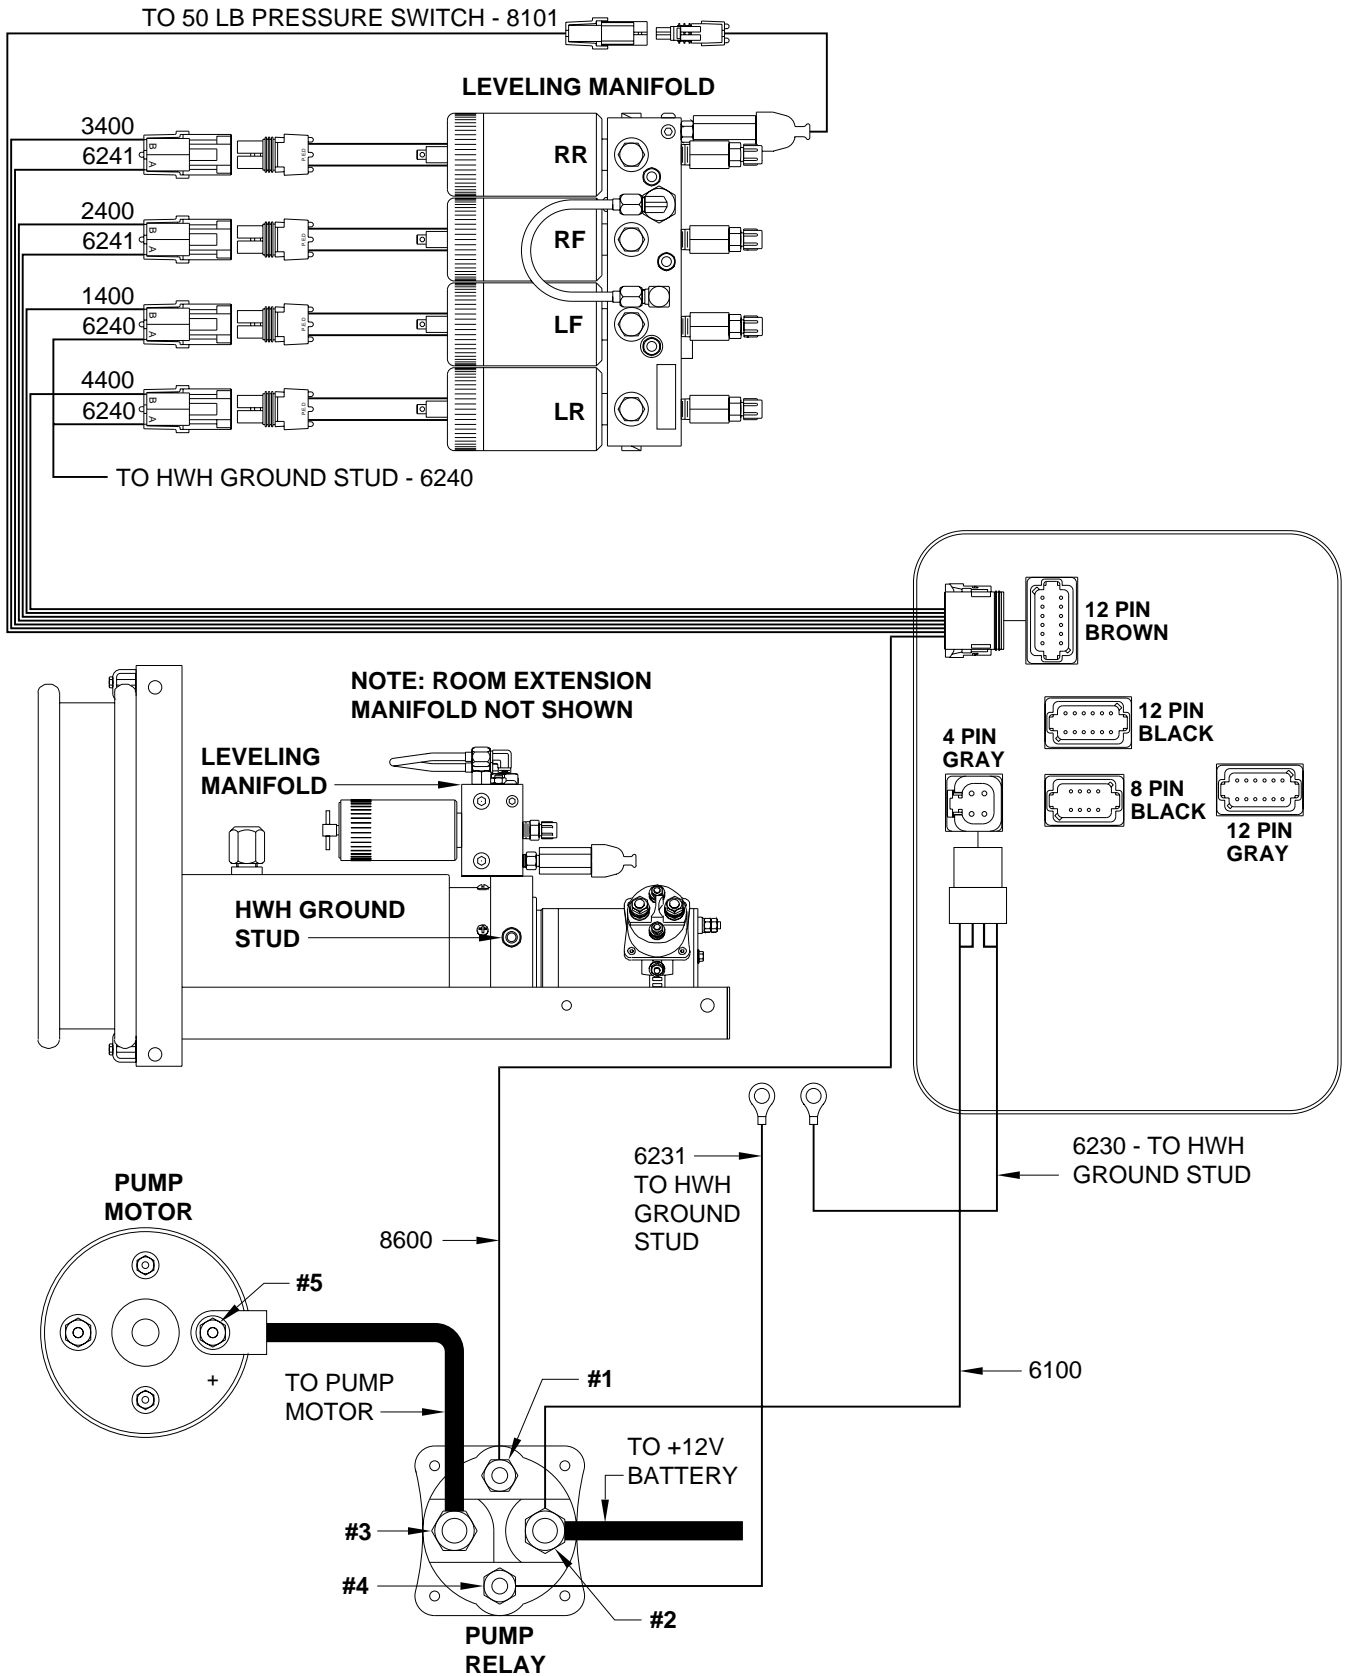 TO 50 LB PRESSURE SWITCH - 8101
LEVELING MANIFOLD
3400
6241
B
A
P.E.D.
RR
2400
6241
B
A
P.E.D.
RF
1400
6240
B
A
P.E.D.
LF
4400
6240
B
A
P.E.D.
LR
TO HWH GROUND STUD - 6240
12 PIN
BROWN
NOTE: ROOM EXTENSION
MANIFOLD NOT SHOWN
12 PIN
BLACK
4 PIN
GRAY
LEVELING
MANIFOLD
8 PIN
BLACK
12 PIN
GRAY
HWH GROUND
STUD
6231
TO HWH
GROUND
STUD
6230 - TO HWH
GROUND STUD
PUMP
MOTOR
8600
#5
+
6100
#1
TO PUMP
MOTOR
TO +12V
BATTERY
#3
#4
#2
PUMP
RELAY